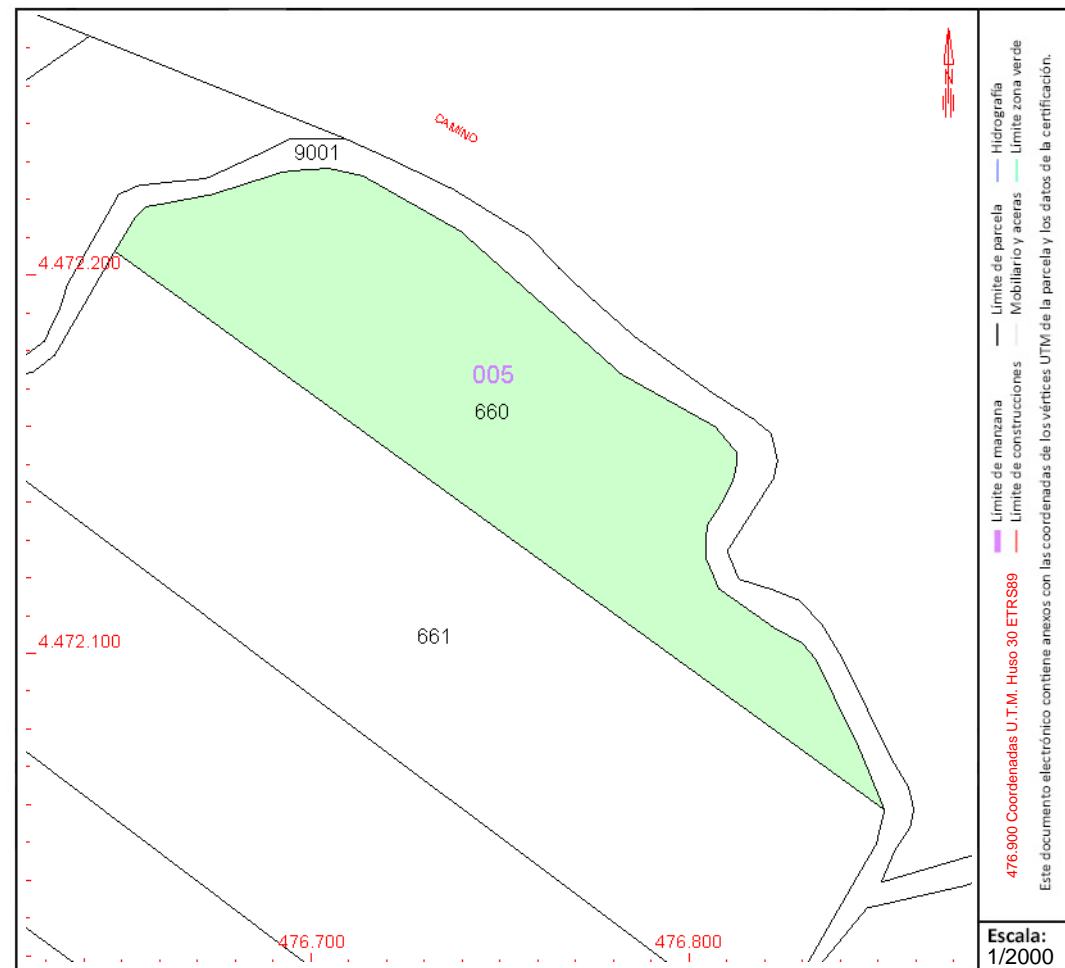 CAMINO
N
9001
4.472.200
005
660
4.472.100
661
476.700
476.800
476.900 Coordenadas U.T.M. Huso 30 ETRS89
Límite de manzana
Límite de parcela
Hidrografía
Límite de construcciones
Mobiliario y aceras
Límite zona verde
Este documento electrónico contiene anexos con las coordenadas de los vértices UTM de la parcela y los datos de la certificación.
Escala:
1/2000